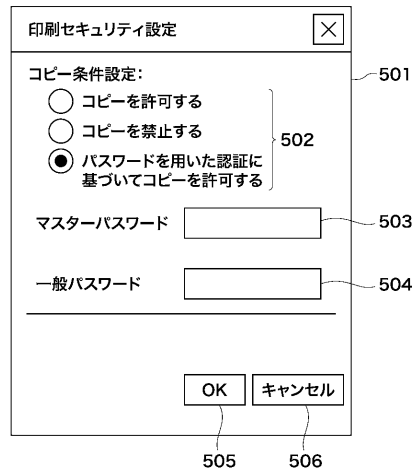 印刷セキュリティ設定
コピー条件設定:
コピーを許可する
コピーを禁止する
パスワードを用いた認証に
基づいてコピーを許可する
マスターパスワード
一般パスワード
OK キャンセル
501
502
503
504
505 506